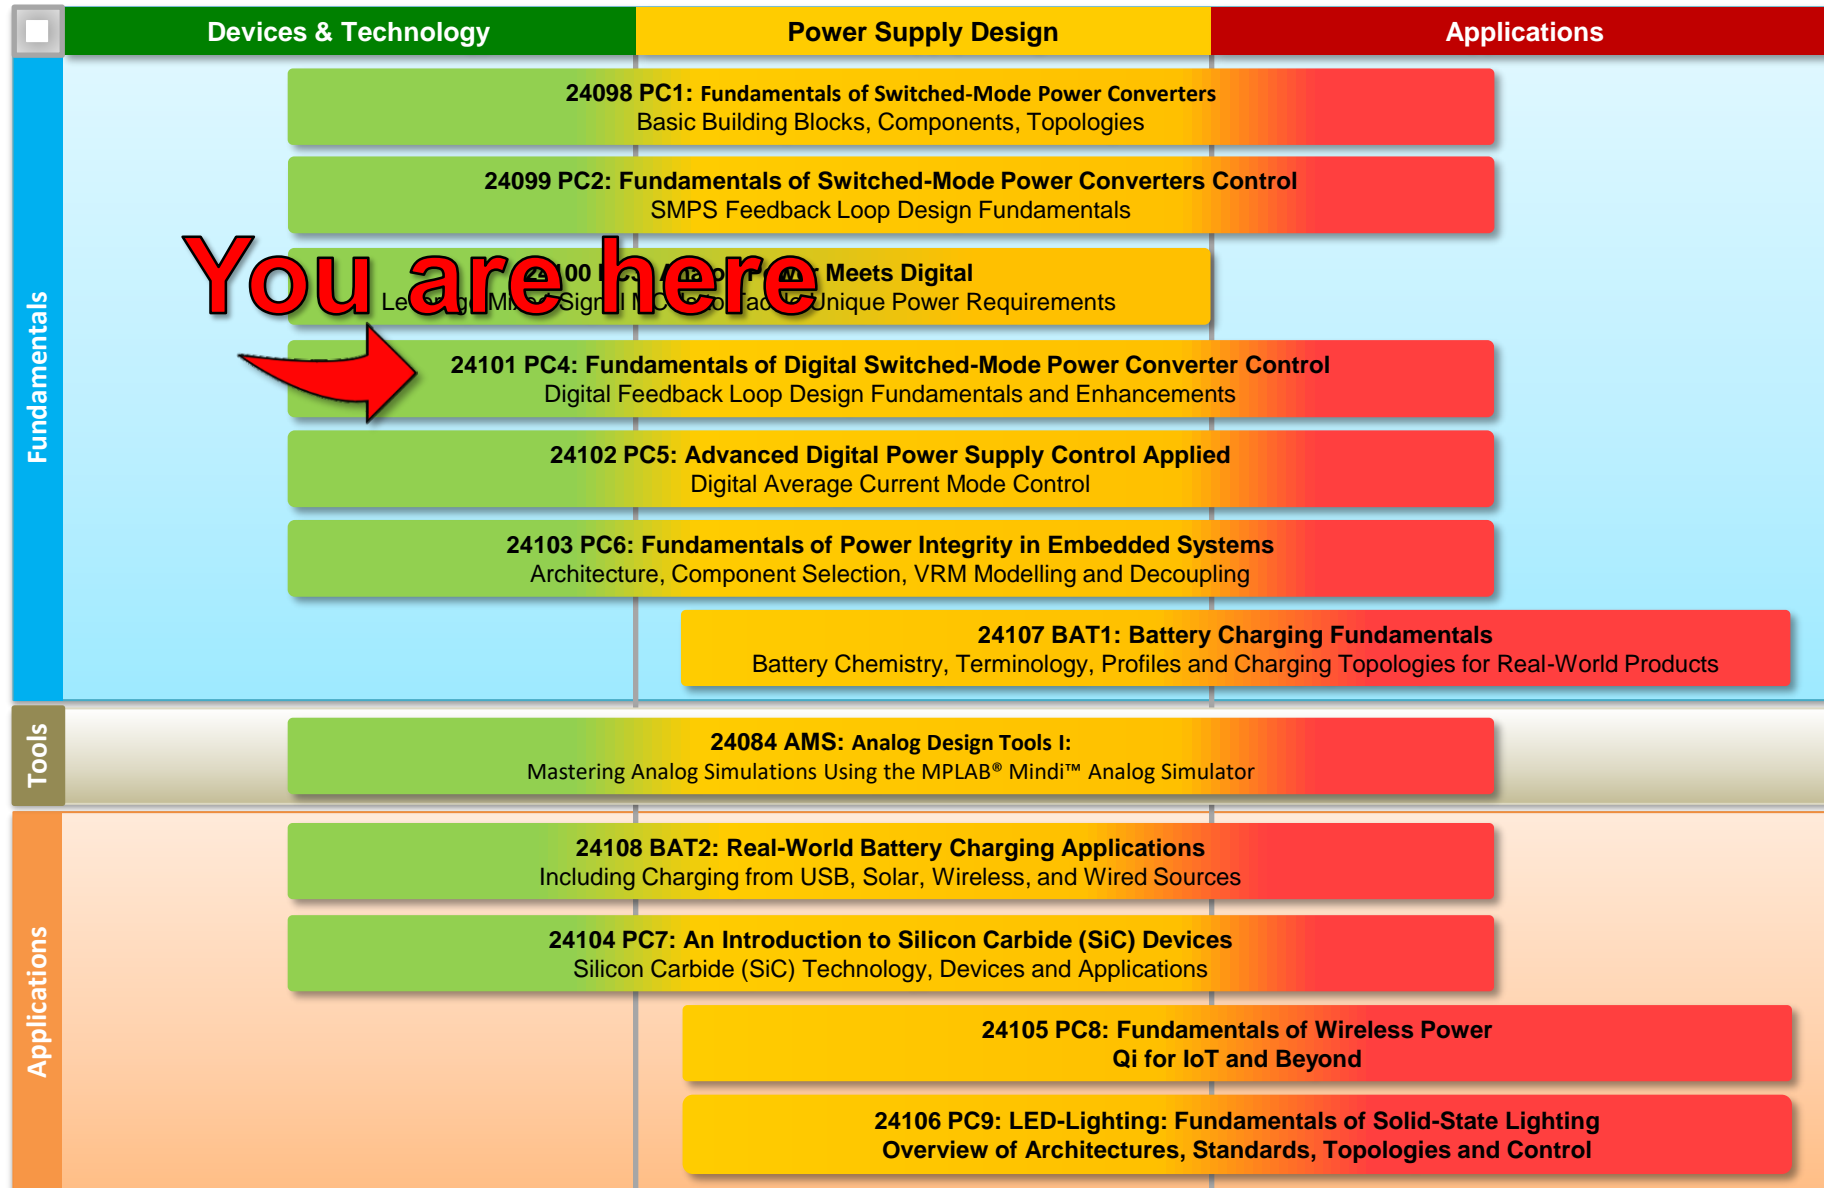 Devices & Technology
Power Supply Design
Applications
Fundamentals
24098 PC1: Fundamentals of Switched-Mode Power Converters
Basic Building Blocks, Components, Topologies
24099 PC2: Fundamentals of Switched-Mode Power Converters Control
SMPS Feedback Loop Design Fundamentals
You are here
24100 Meets Digital
Signal Unique Power Requirements
24101 PC4: Fundamentals of Digital Switched-Mode Power Converter Control
Digital Feedback Loop Design Fundamentals and Enhancements
24102 PC5: Advanced Digital Power Supply Control Applied
Digital Average Current Mode Control
24103 PC6: Fundamentals of Power Integrity in Embedded Systems
Architecture, Component Selection, VRM Modelling and Decoupling
24107 BAT1: Battery Charging Fundamentals
Battery Chemistry, Terminology, Profiles and Charging Topologies for Real-World Products
Tools
24084 AMS: Analog Design Tools I:
Mastering Analog Simulations Using the MPLAB® Mindi™ Analog Simulator
Applications
24108 BAT2: Real-World Battery Charging Applications
Including Charging from USB, Solar, Wireless, and Wired Sources
24104 PC7: An Introduction to Silicon Carbide (SiC) Devices
Silicon Carbide (SiC) Technology, Devices and Applications
24105 PC8: Fundamentals of Wireless Power
Qi for IoT and Beyond
24106 PC9: LED-Lighting: Fundamentals of Solid-State Lighting
Overview of Architectures, Standards, Topologies and Control